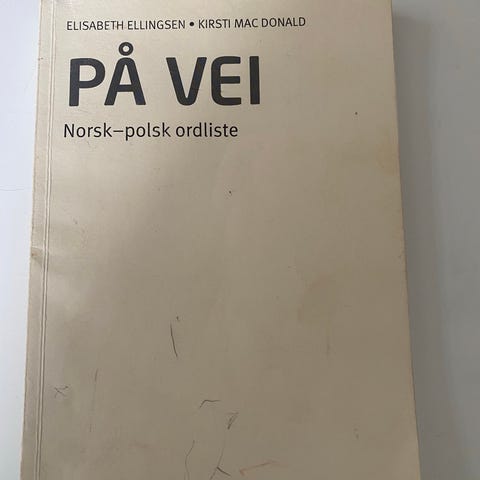 ELISABETH ELLINGSEN • KIRSTI MAC DONALD
PÅ VEI
Norsk–polsk ordliste